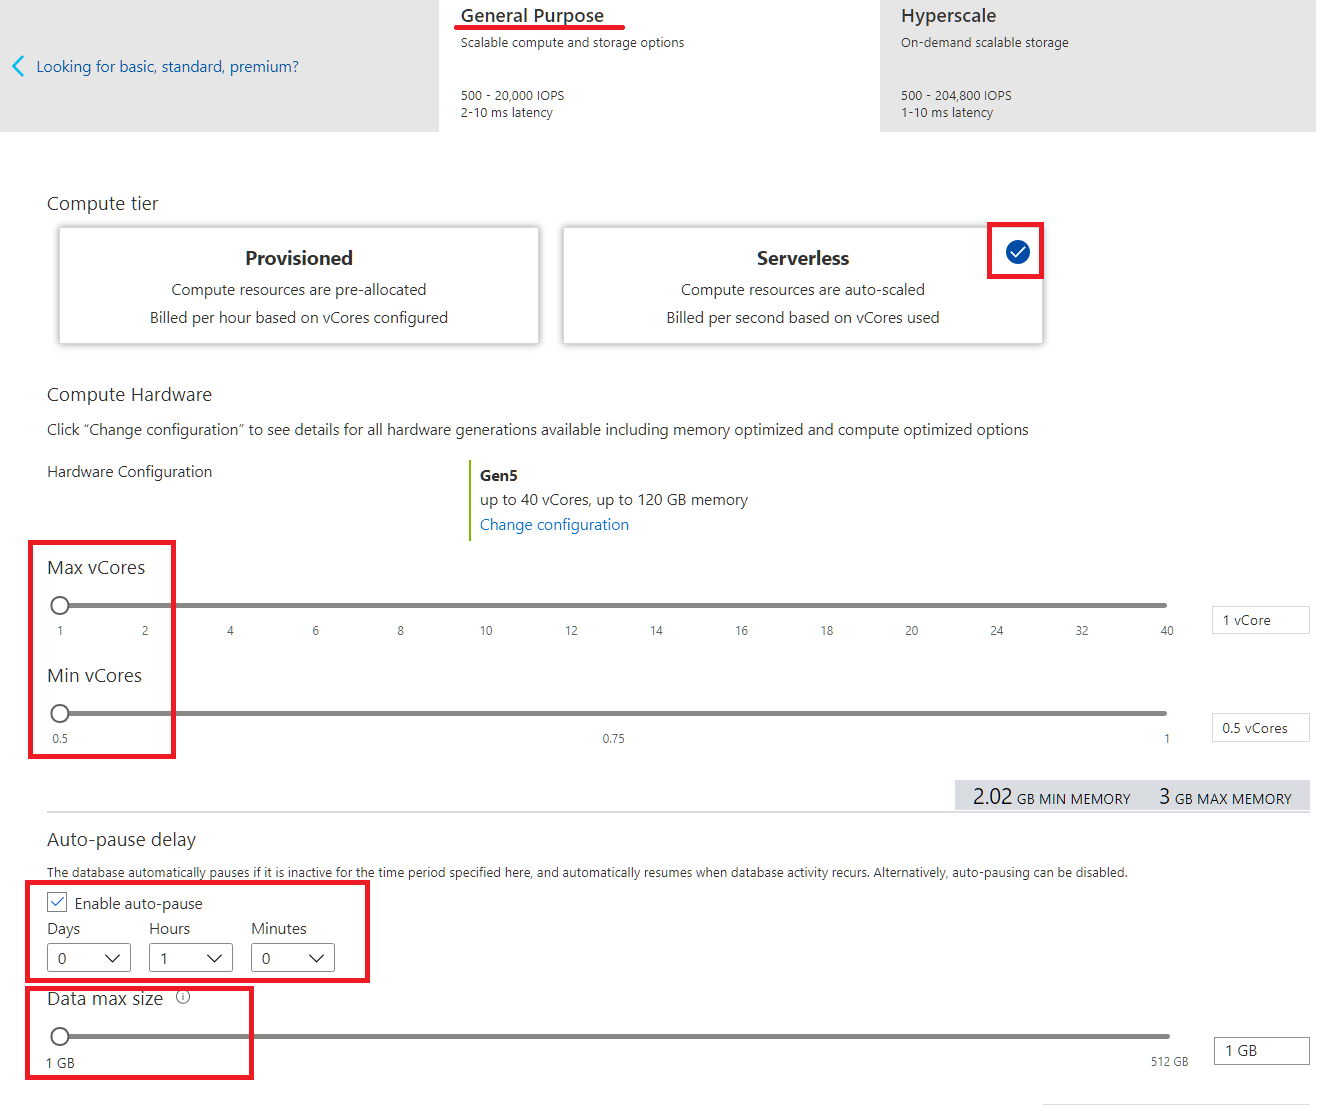 Looking for basic, standard, premium?
General Purpose
Scalable compute and storage options
500 - 20,000 IOPS
2-10 ms latency
Hyperscale
On-demand scalable storage
500 - 204,800 IOPS
1-10 ms latency
Compute tier
Provisioned
Compute resources are pre-allocated
Billed per hour based on vCores configured
Serverless
Compute resources are auto-scaled
Billed per second based on vCores used
Compute Hardware
Click “Change configuration” to see details for all hardware generations available including memory optimized and compute optimized options
Hardware Configuration
Gen5
up to 40 vCores, up to 120 GB memory
Change configuration
Max vCores
1 2 4 6 8 10 12 14 16 18 20 24 32 40
1 vCore
Min vCores
0.5 0.75 1
0.5 vCores
2.02 GB MIN MEMORY 3 GB MAX MEMORY
Auto-pause delay
The database automatically pauses if it is inactive for the time period specified here, and automatically resumes when database activity recurs. Alternatively, auto-pausing can be disabled.
Enable auto-pause
Days Hours Minutes
0 1 0
Data max size
1 GB 512 GB
1 GB